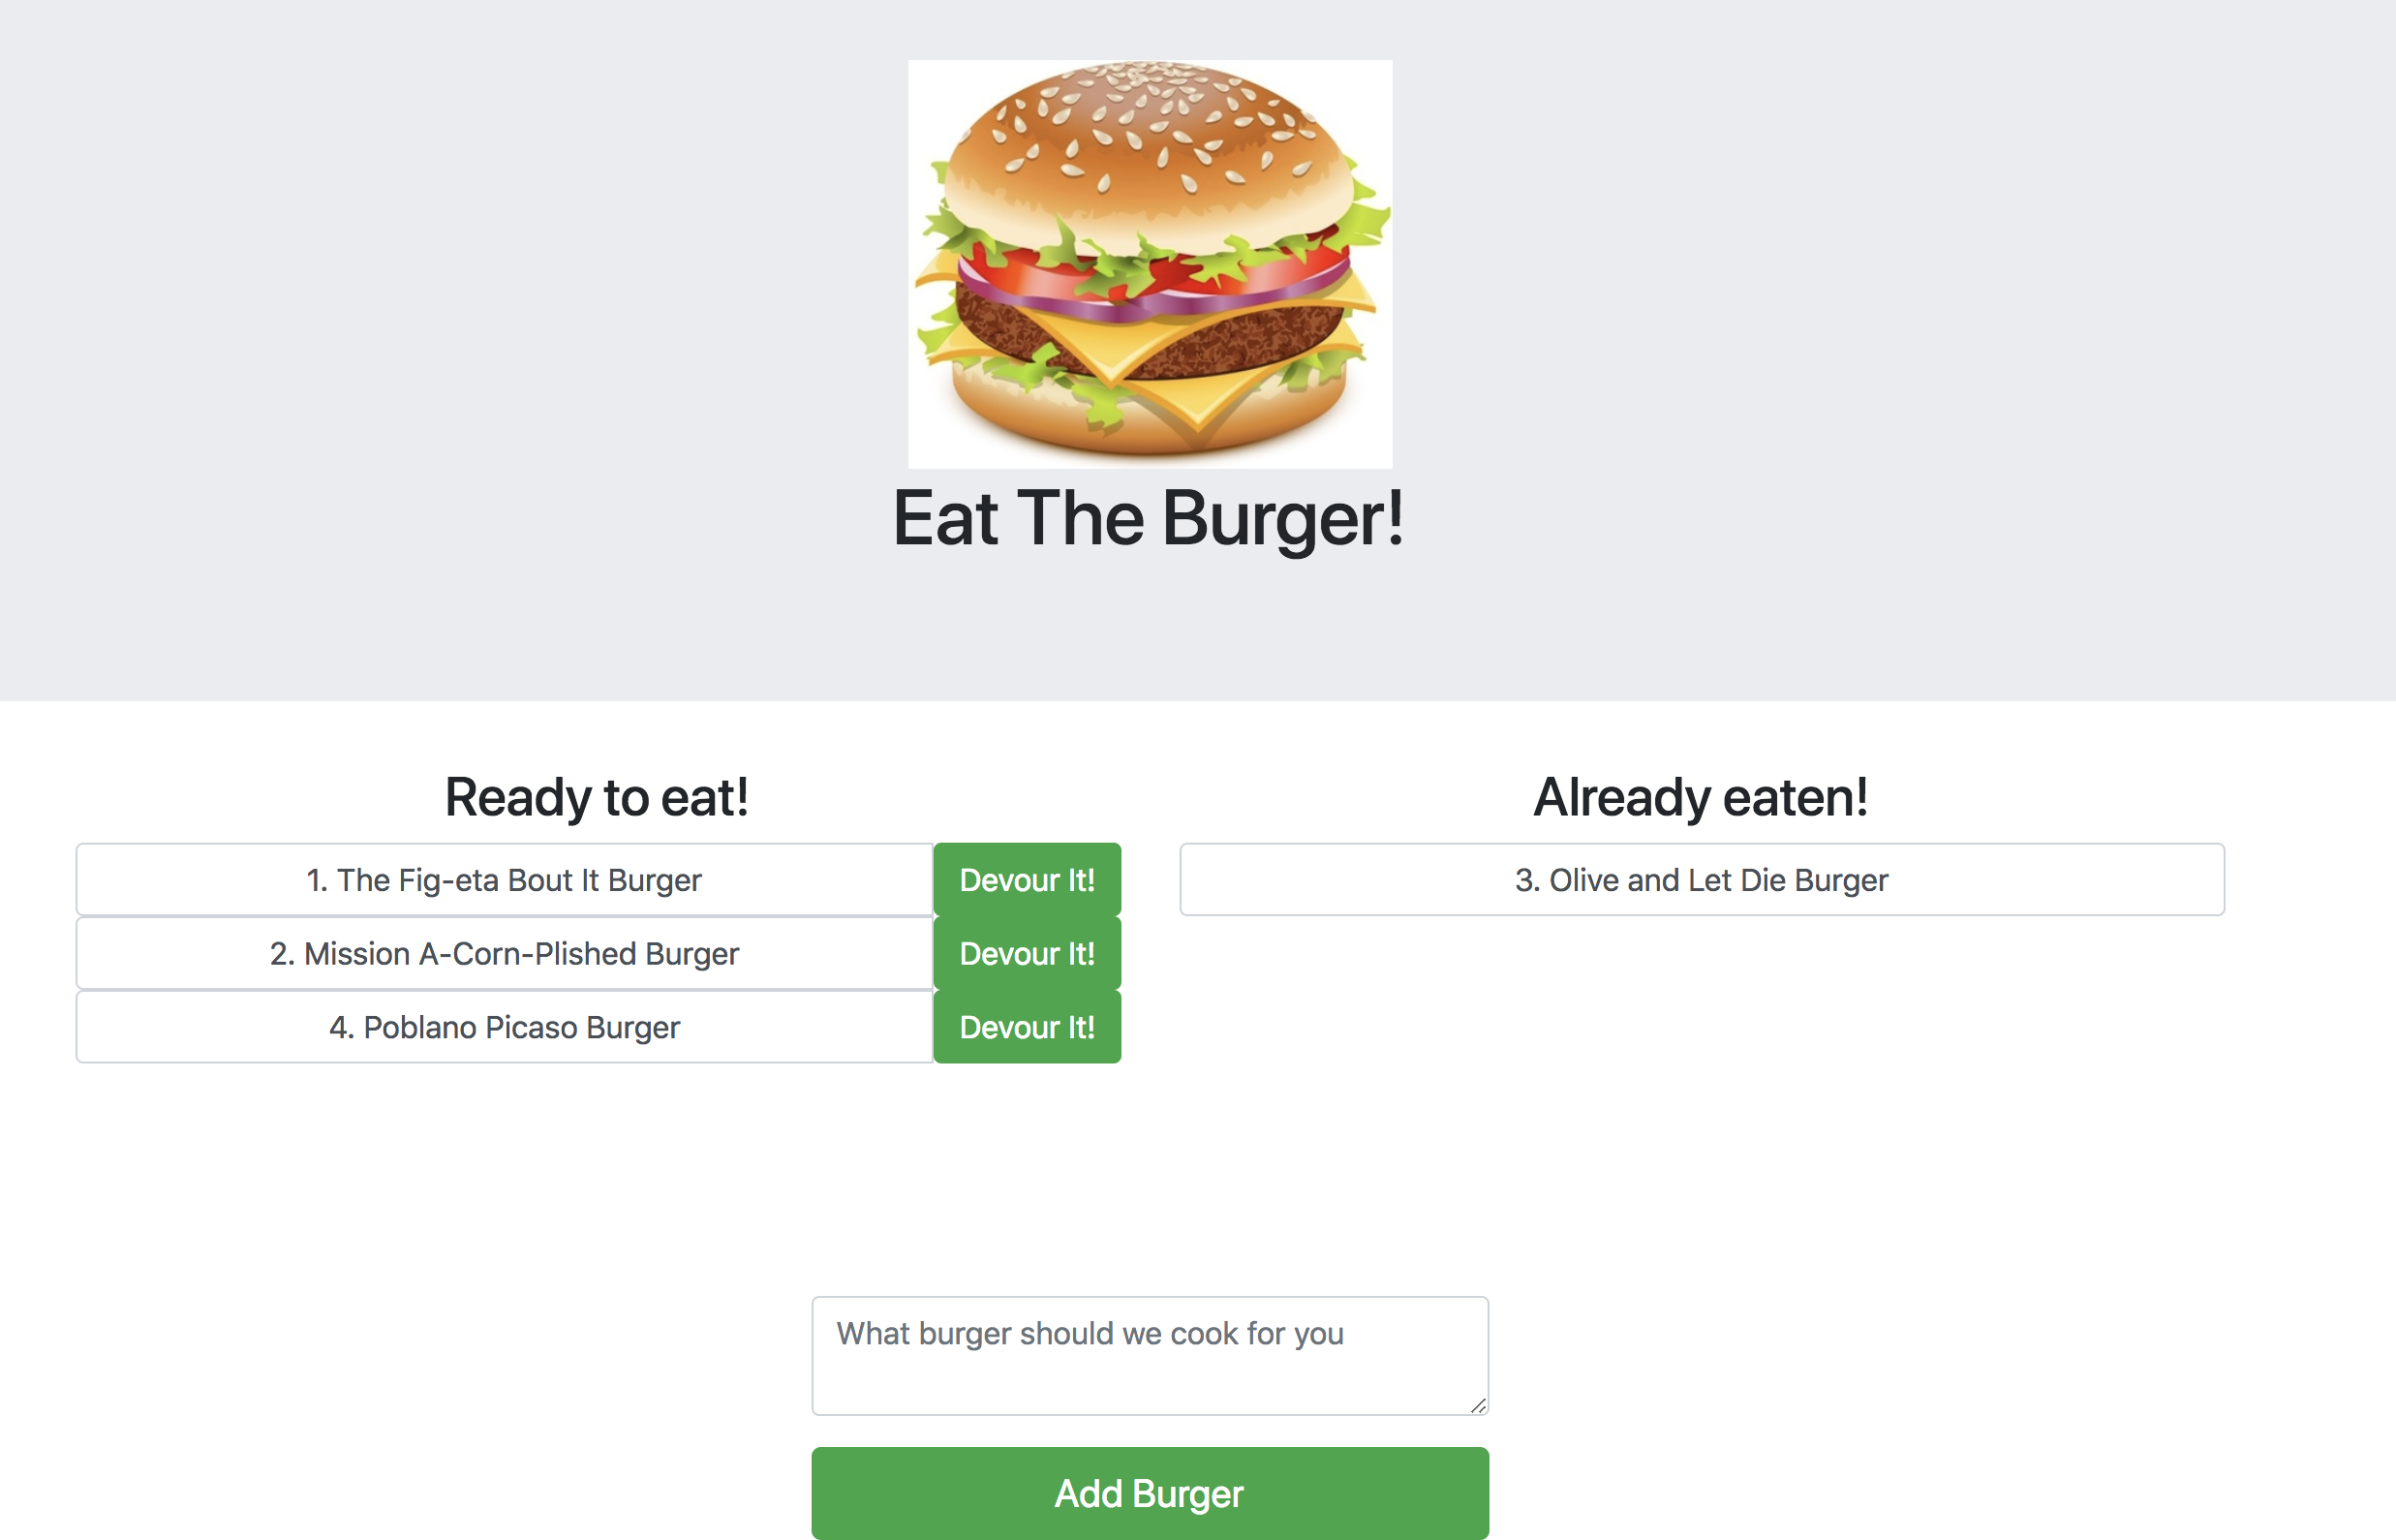 Eat The Burger!
Ready to eat!
1. The Fig-eta Bout It Burger
Devour It!
2. Mission A-Corn-Plished Burger
Devour It!
4. Poblano Picaso Burger
Devour It!
Already eaten!
3. Olive and Let Die Burger
What burger should we cook for you
Add Burger